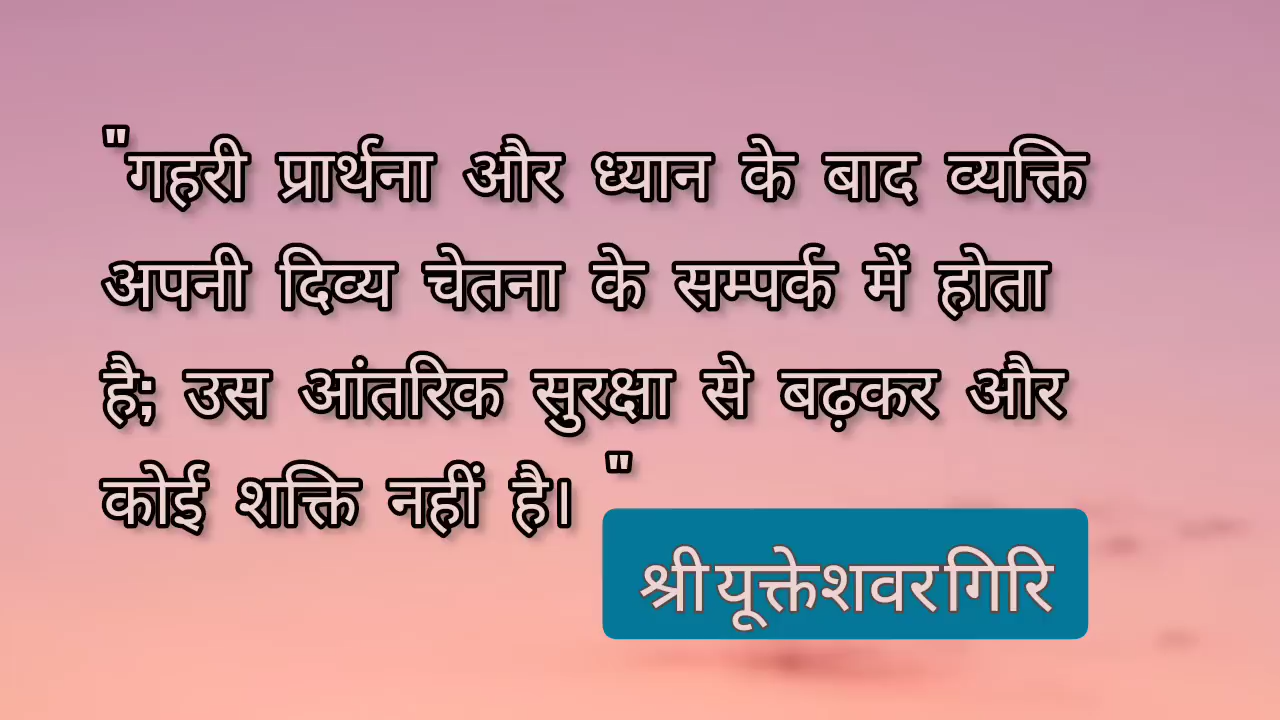 "गहरी प्रार्थना और ध्यान के बाद व्यक्ति
अपनी दिव्य चेतना के सम्पर्क में होता
है; उस आंतरिक सुरक्षा से बढ़कर और
कोई शक्ति नहीं है। "
श्री यूक्तेशवर गिरि